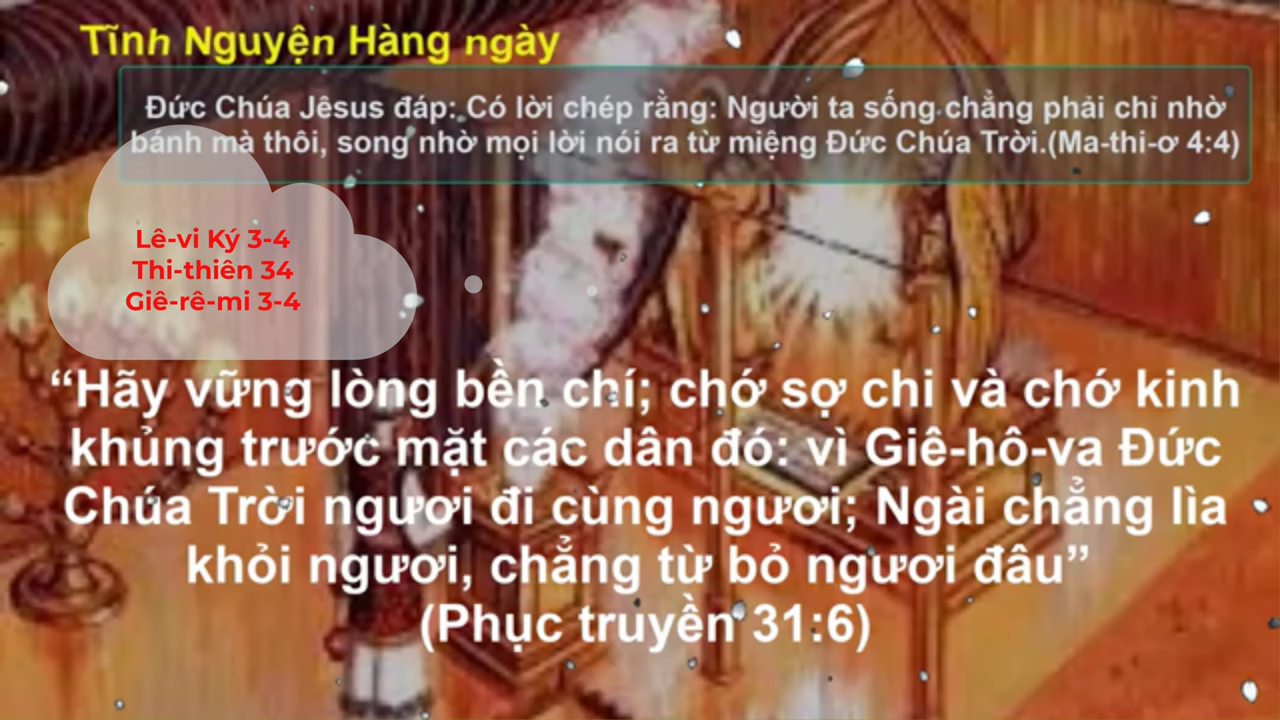 Tĩnh Nguyện Hàng ngày
Đức Chúa Jêsus đáp: Có lời chép rằng: Người ta sống chẳng phải chỉ nhờ
bánh mà thôi, song nhờ mọi lời nói ra từ miệng Đức Chúa Trời.(Ma-thi-ơ 4:4)
Lê-vi Ký 3-4
Thi-thiên 34
Giê-rê-mi 3-4
“Hãy vững lòng bền chí; chớ sợ chi và chớ kinh
khủng trước mặt các dân đó: vì Giê-hô-va Đức
Chúa Trời ngươi đi cùng ngươi; Ngài chẳng lìa
khỏi ngươi, chẳng từ bỏ ngươi đâu”
(Phục truyền 31:6)